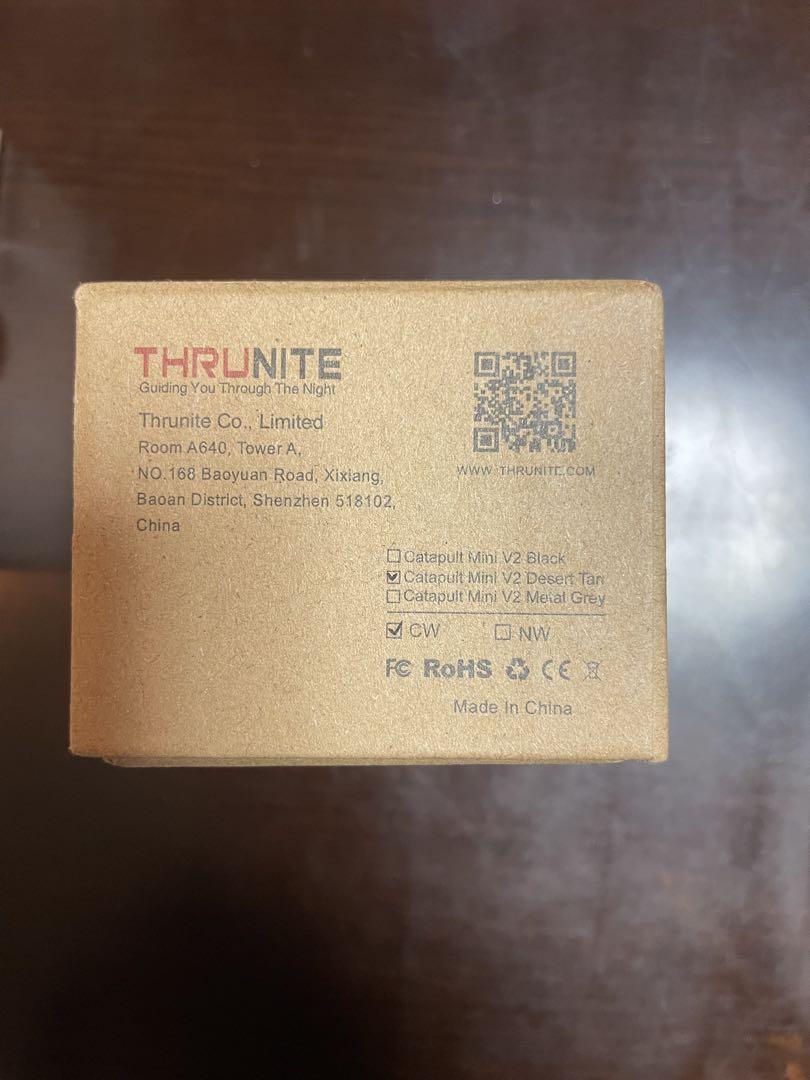 THRUNITE
Guiding You Through The Night
Thrunite Co., Limited
Room A640, Tower A,
NO.168 Baoyuan Road, Xixiang,
Baoan District, Shenzhen 518102,
China
WWW.THRUNITE.COM
Catapult Mini V2 Black
Catapult Mini V2 Desert Tan
Catapult Mini V2 Metal Grey
CW NW
FC RoHS CE
Made In China